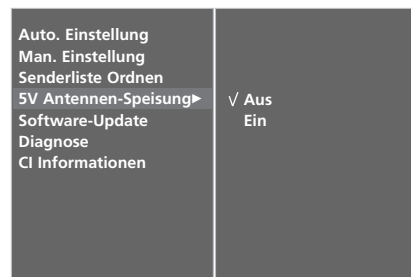 Auto. Einstellung
Man. Einstellung
Senderliste Ordnen
5V Antennen-Speisung►
Software-Update
Diagnose
CI Informationen
√ Aus
Ein